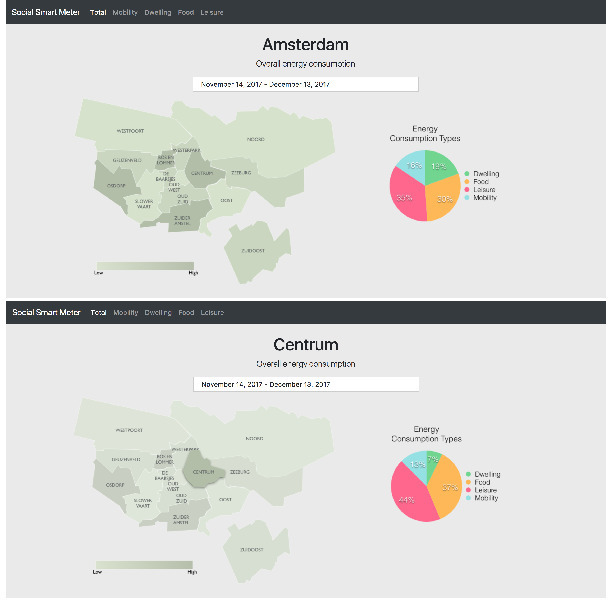 Social Smart Meter Total Mobility Dwelling Food Leisure
Amsterdam
Overall energy consumption
November 14, 2017 - December 13, 2017
WESTPOORT
NOORD
WESTERPARK
GEUZENVELD
BOS EN
LOMMER
CENTRUM
ZEEBURG
DE
BAARSJES
OSDORP
OUD
WEST
OUD
ZUID
SLOTER
VAART
OOST
ZUIDER
AMSTEL
ZUIDOOST
Low High
Energy
Consumption Types
19%
30%
Dwelling
Food
Leisure
Mobility
Social Smart Meter Total Mobility Dwelling Food Leisure
Centrum
Overall energy consumption
November 14, 2017 - December 13, 2017
WESTPOORT
NOORD
WESTERPARK
GEUZENVELD
BOS EN
LOMMER
CENTRUM
ZEEBURG
DE
BAARSJES
OSDORP
OUD
WEST
OUD
ZUID
SLOTER
VAART
OOST
ZUIDER
AMSTEL
ZUIDOOST
Low High
Energy
Consumption Types
7%
37%
44%
Dwelling
Food
Leisure
Mobility